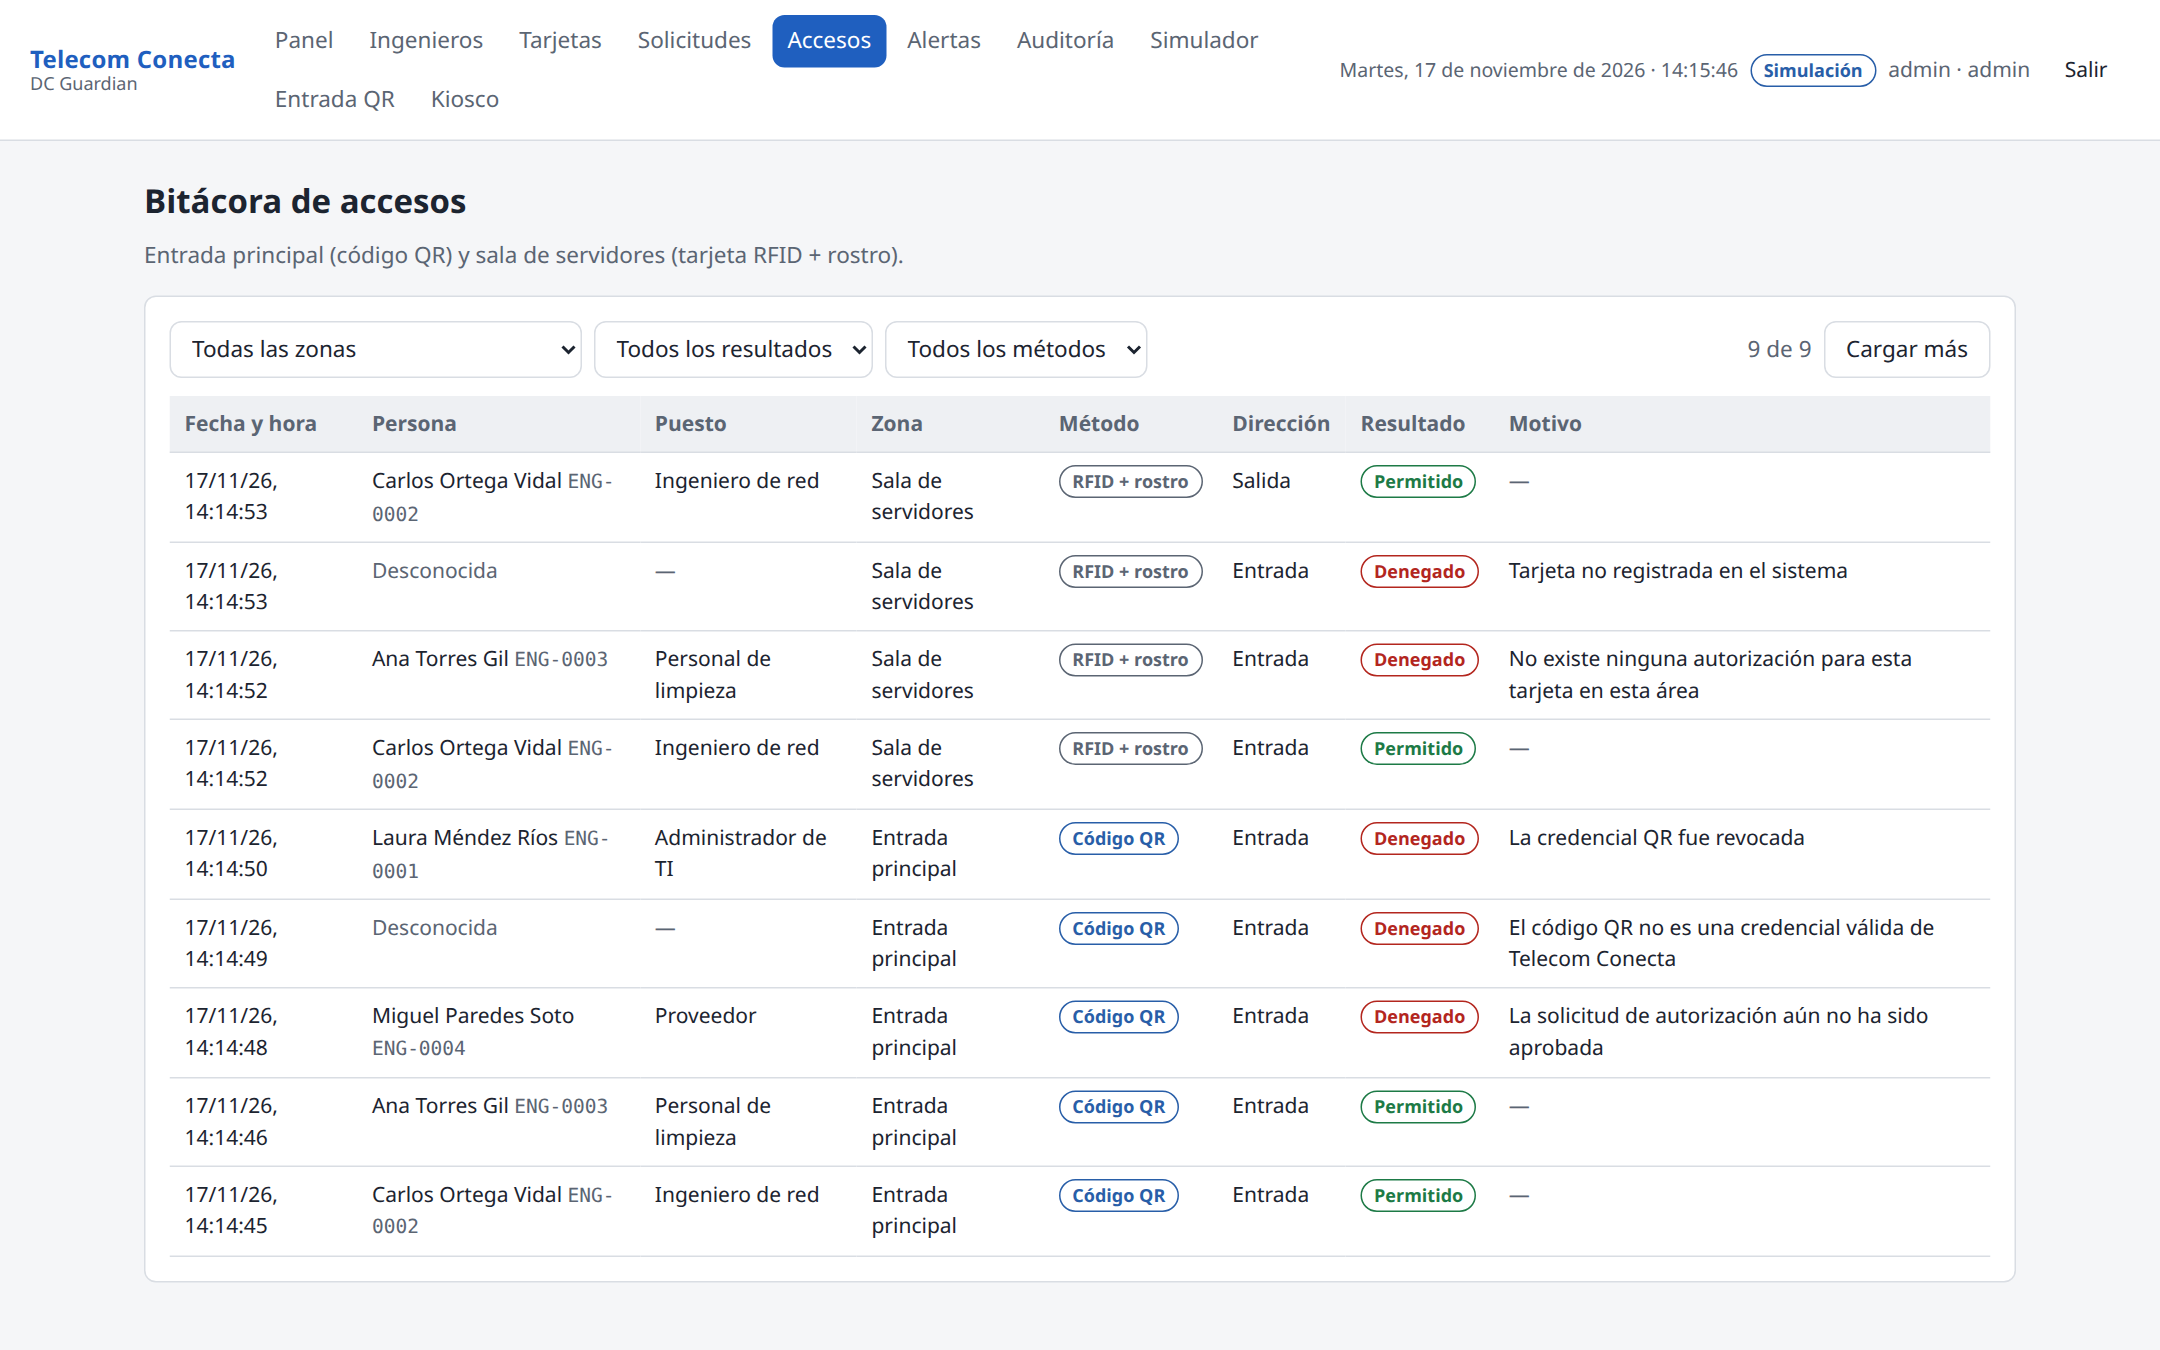 Telecom Conecta
DC Guardian
Panel Ingenieros Tarjetas Solicitudes Accesos Alertas Auditoría Simulador
Entrada QR Kiosco
Martes, 17 de noviembre de 2026 · 14:15:46 Simulación admin · admin Salir
Bitácora de accesos
Entrada principal (código QR) y sala de servidores (tarjeta RFID + rostro).
Todas las zonas Todos los resultados Todos los métodos 9 de 9 Cargar más
Fecha y hora Persona Puesto Zona Método Dirección Resultado Motivo
17/11/26, Carlos Ortega Vidal ENG- Ingeniero de red Sala de RFID + rostro Salida Permitido —
14:14:53 0002 servidores
17/11/26, Desconocida — Sala de RFID + rostro Entrada Denegado Tarjeta no registrada en el sistema
14:14:53 servidores
17/11/26, Ana Torres Gil ENG-0003 Personal de Sala de RFID + rostro Entrada Denegado No existe ninguna autorización para esta
14:14:52 limpieza servidores tarjeta en esta área
17/11/26, Carlos Ortega Vidal ENG- Ingeniero de red Sala de RFID + rostro Entrada Permitido —
14:14:52 0002 servidores
17/11/26, Laura Méndez Ríos ENG- Administrador de Entrada Código QR Entrada Denegado La credencial QR fue revocada
14:14:50 0001 TI principal
17/11/26, Desconocida — Entrada Código QR Entrada Denegado El código QR no es una credencial válida de
14:14:49 principal Telecom Conecta
17/11/26, Miguel Paredes Soto Proveedor Entrada Código QR Entrada Denegado La solicitud de autorización aún no ha sido
14:14:48 ENG-0004 principal aprobada
17/11/26, Ana Torres Gil ENG-0003 Personal de Entrada Código QR Entrada Permitido —
14:14:46 limpieza principal
17/11/26, Carlos Ortega Vidal ENG- Ingeniero de red Entrada Código QR Entrada Permitido —
14:14:45 0002 principal